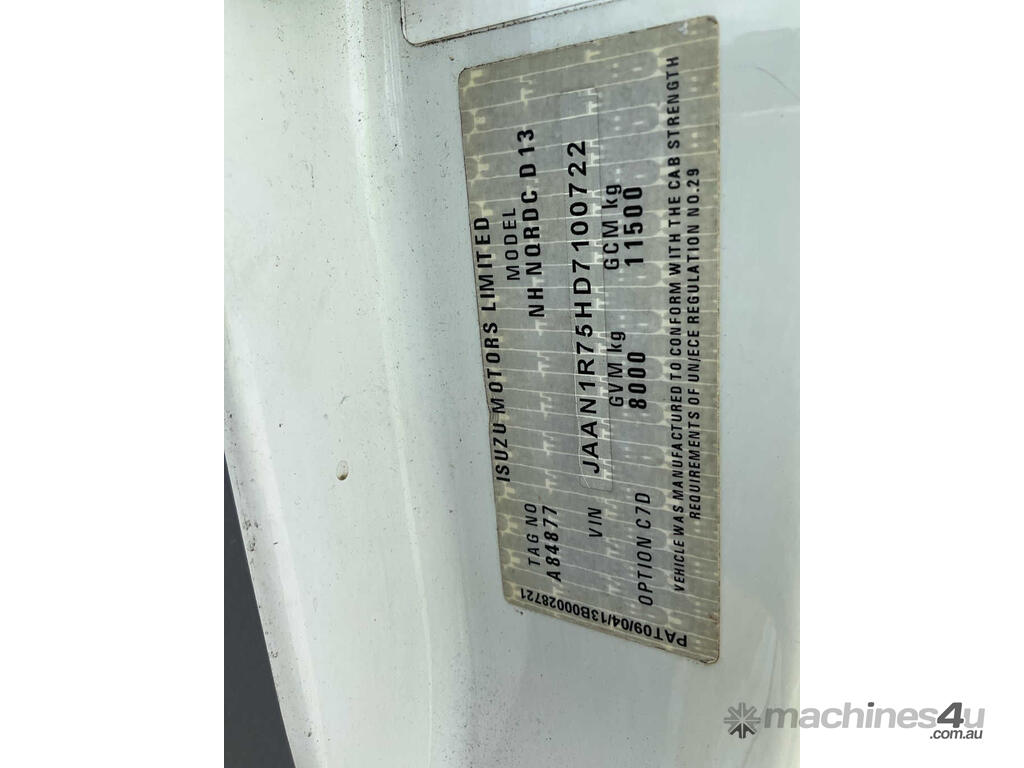 ISUZU MOTORS LIMITED
TAG NO MODEL
A84877 NH NQRDC D13
VIN JAAN1R75HD7100722
GVM kg GCM kg
8000 11500
OPTION C7D
VEHICLE WAS MANUFACTURED TO CONFORM WITH THE CAB STRENGTH
REQUIREMENTS OF UN/ECE REGULATION NO.29
PAT09/04/13B00028721
machines4u
.com.au